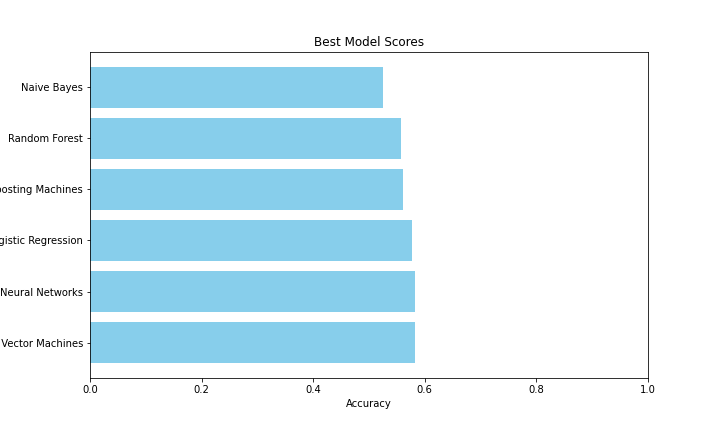 Best Model Scores
Naive Bayes
Random Forest
oosting Machines
gistic Regression
Neural Networks
Vector Machines
0.0 0.2 0.4 0.6 0.8 1.0
Accuracy